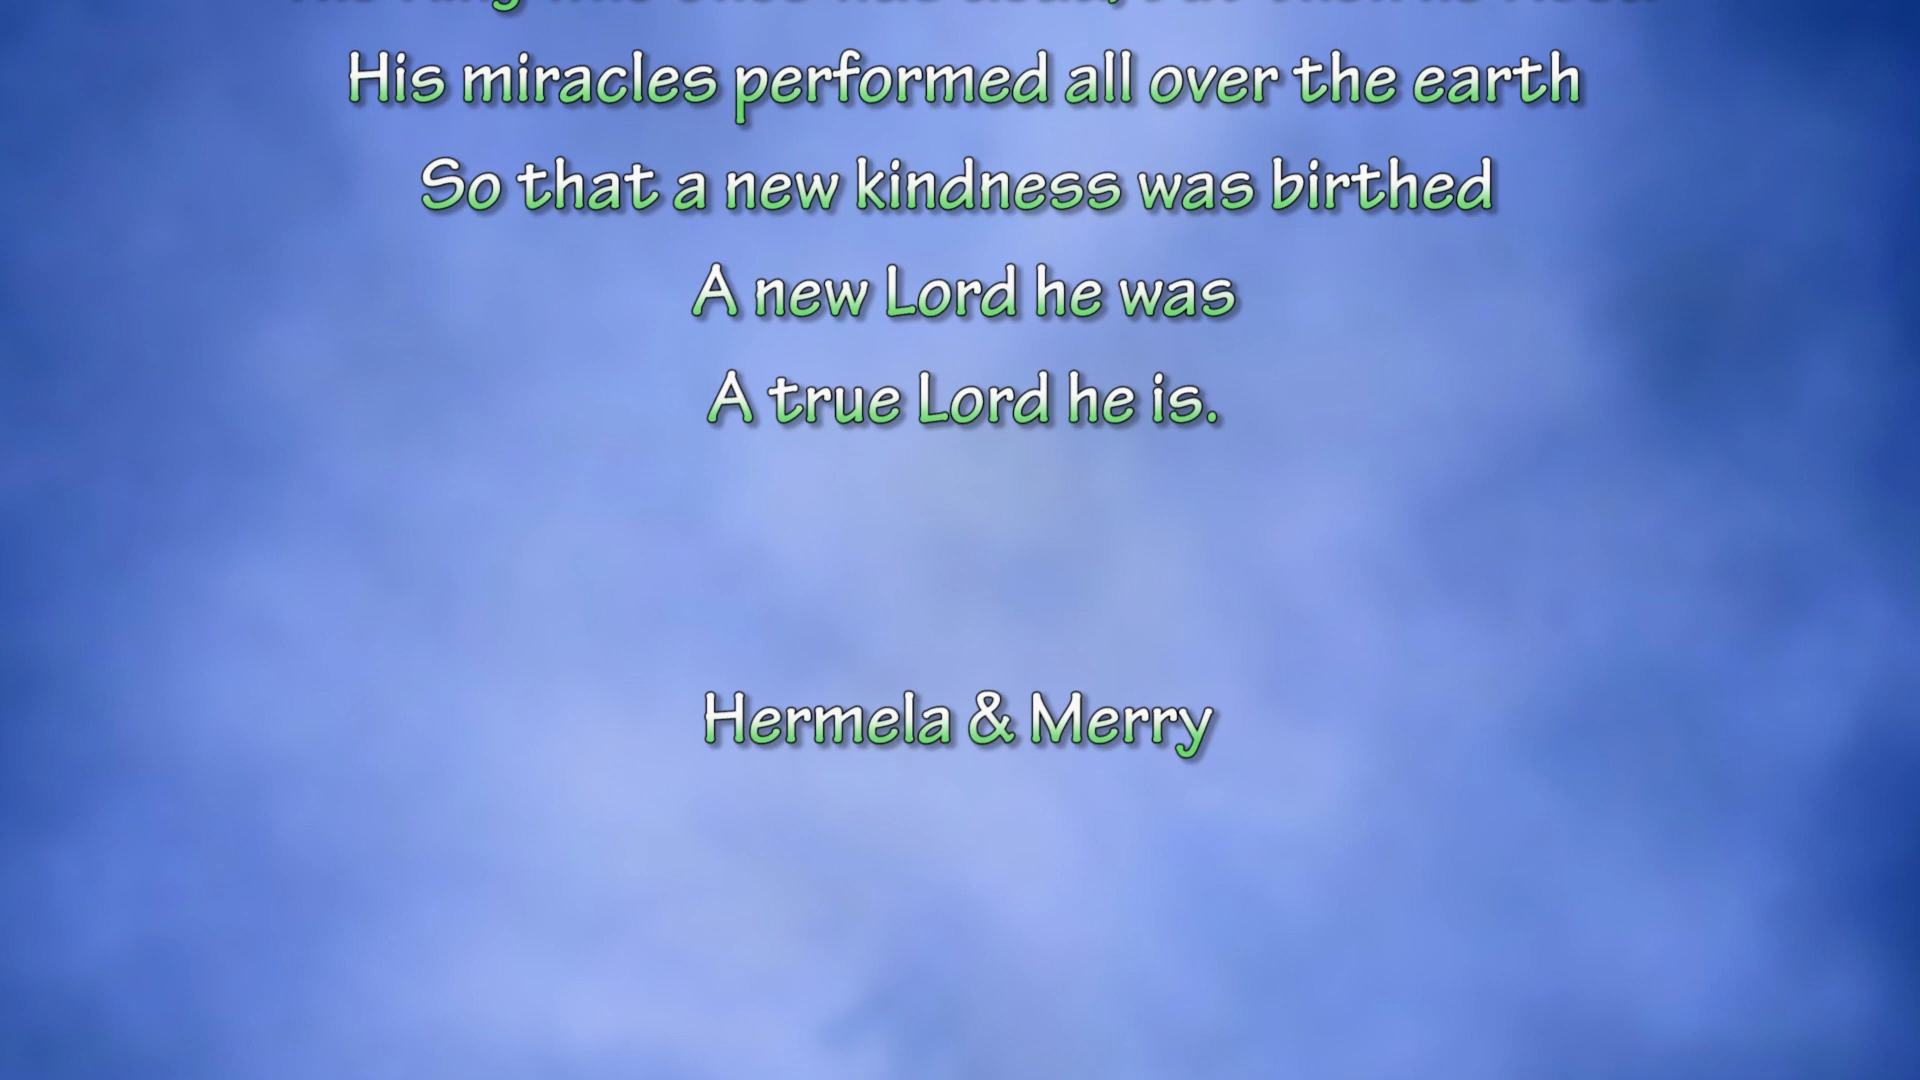 His miracles performed all over the earth
So that a new kindness was birthed
A new Lord he was
A true Lord he is.
Hermela & Merry